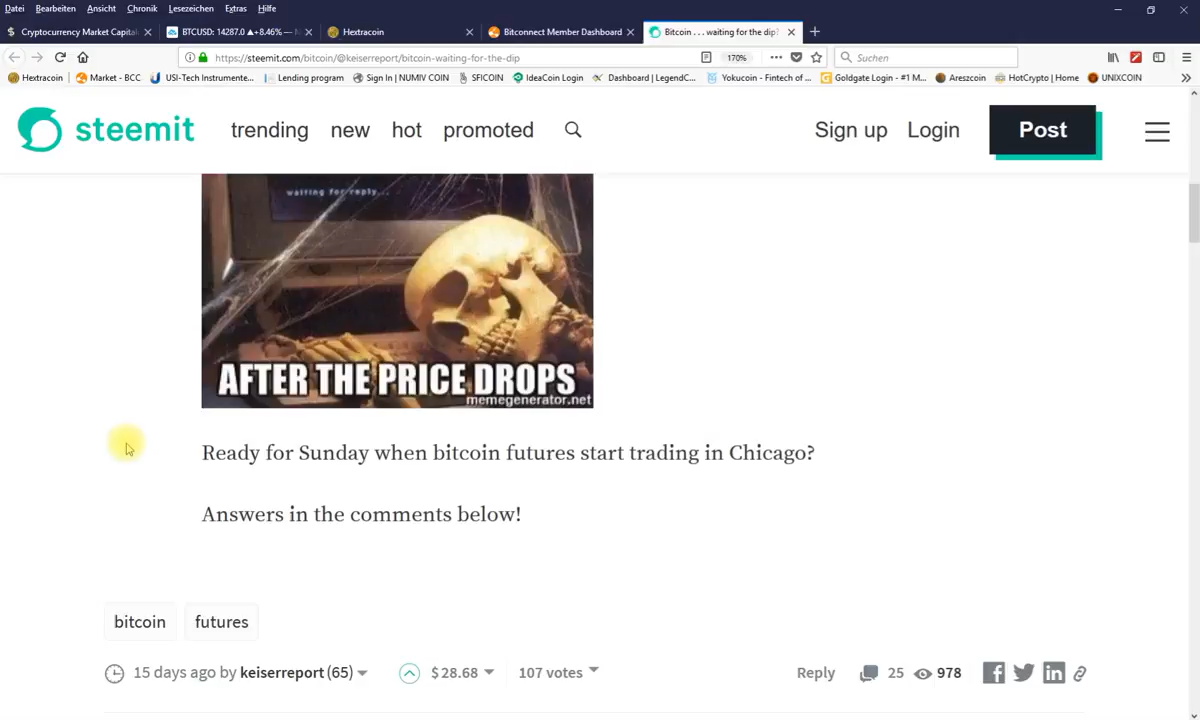 Datei Bearbeiten Ansicht Chronik Lesezeichen Extras Hilfe
Cryptocurrency Market Capital
BTCUSD: 14287.0 ▲+8.46% —
Hextracoin
Bitconnect Member Dashboard
Bitcoin . . . waiting for the dip?
https://steemit.com/bitcoin/@keiserreport/bitcoin-waiting-for-the-dip
170%
Suchen
Hextracoin
Market - BCC
USI-Tech Instrumente...
Lending program
Sign In | NUMIV COIN
SFICOIN
IdeaCoin Login
Dashboard | LegendC...
Yokucoin - Fintech of ...
Goldgate Login - #1 M...
Areszcoin
HotCrypto | Home
UNIXCOIN
steemit
trending new hot promoted
Sign up Login Post
waiting for reply...
AFTER THE PRICE DROPS
memegenerator.net
Ready for Sunday when bitcoin futures start trading in Chicago?
Answers in the comments below!
bitcoin futures
15 days ago by keiserreport (65) $ 28.68 107 votes Reply 25 978